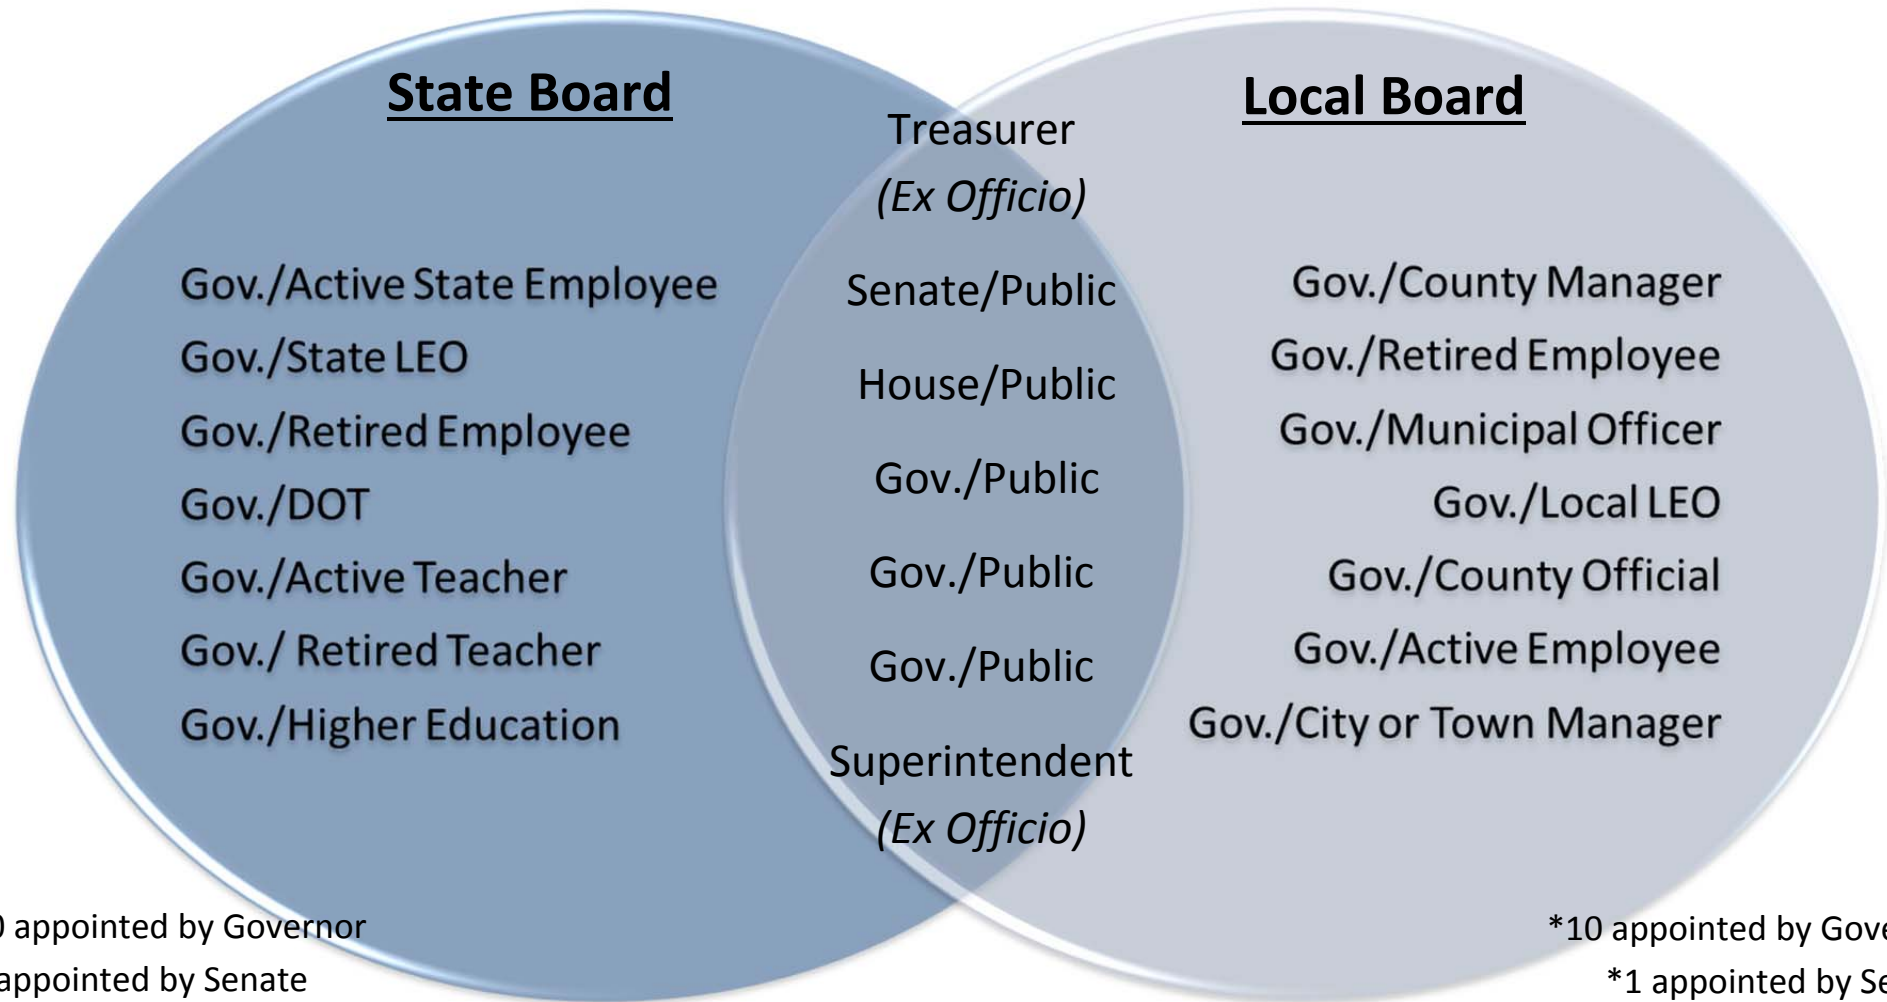 State Board
Gov./Active State Employee
Gov./State LEO
Gov./Retired Employee
Gov./DOT
Gov./Active Teacher
Gov./ Retired Teacher
Gov./Higher Education
Treasurer
(Ex Officio)
Senate/Public
House/Public
Gov./Public
Gov./Public
Gov./Public
Superintendent
(Ex Officio)
Local Board
Gov./County Manager
Gov./Retired Employee
Gov./Municipal Officer
Gov./Local LEO
Gov./County Official
Gov./Active Employee
Gov./City or Town Manager
appointed by Governor
appointed by Senate
*10 appointed by
*1 appointed by